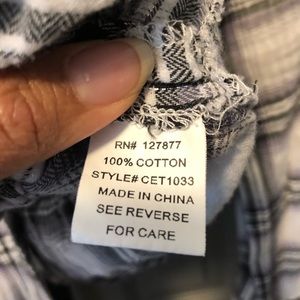 RN# 127877
100% COTTON
STYLE# CET1033
MADE IN CHINA
SEE REVERSE
FOR CARE